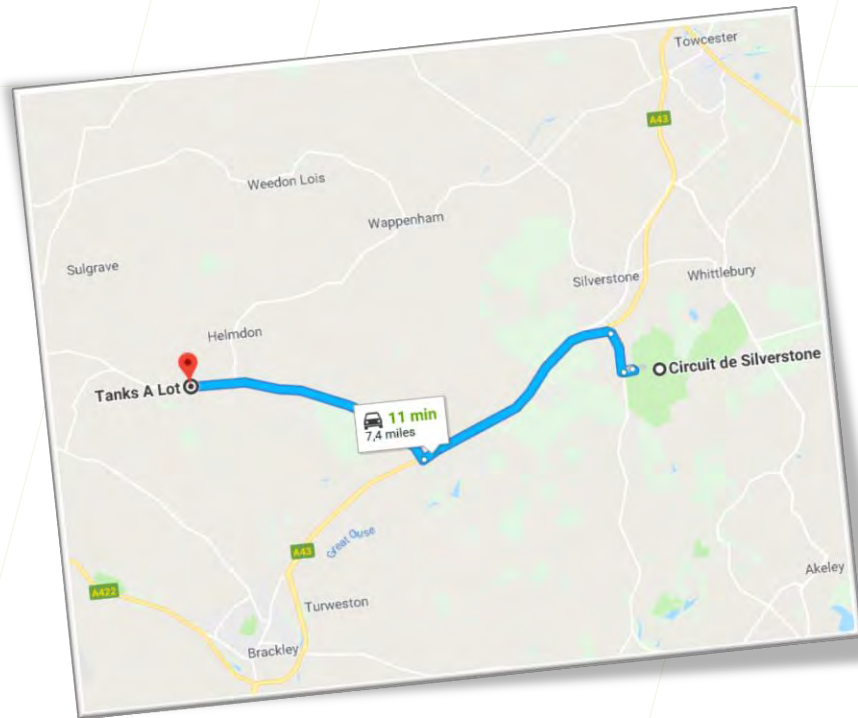 Towcester
A43
Weedon Lois
Wappenham
Sulgrave
Silverstone
Whittlebury
Helmdon
Circuit de Silverstone
Tanks A Lot
11 min
7,4 miles
A43
Great Ouse
Akeley
A422
Turweston
Brackley